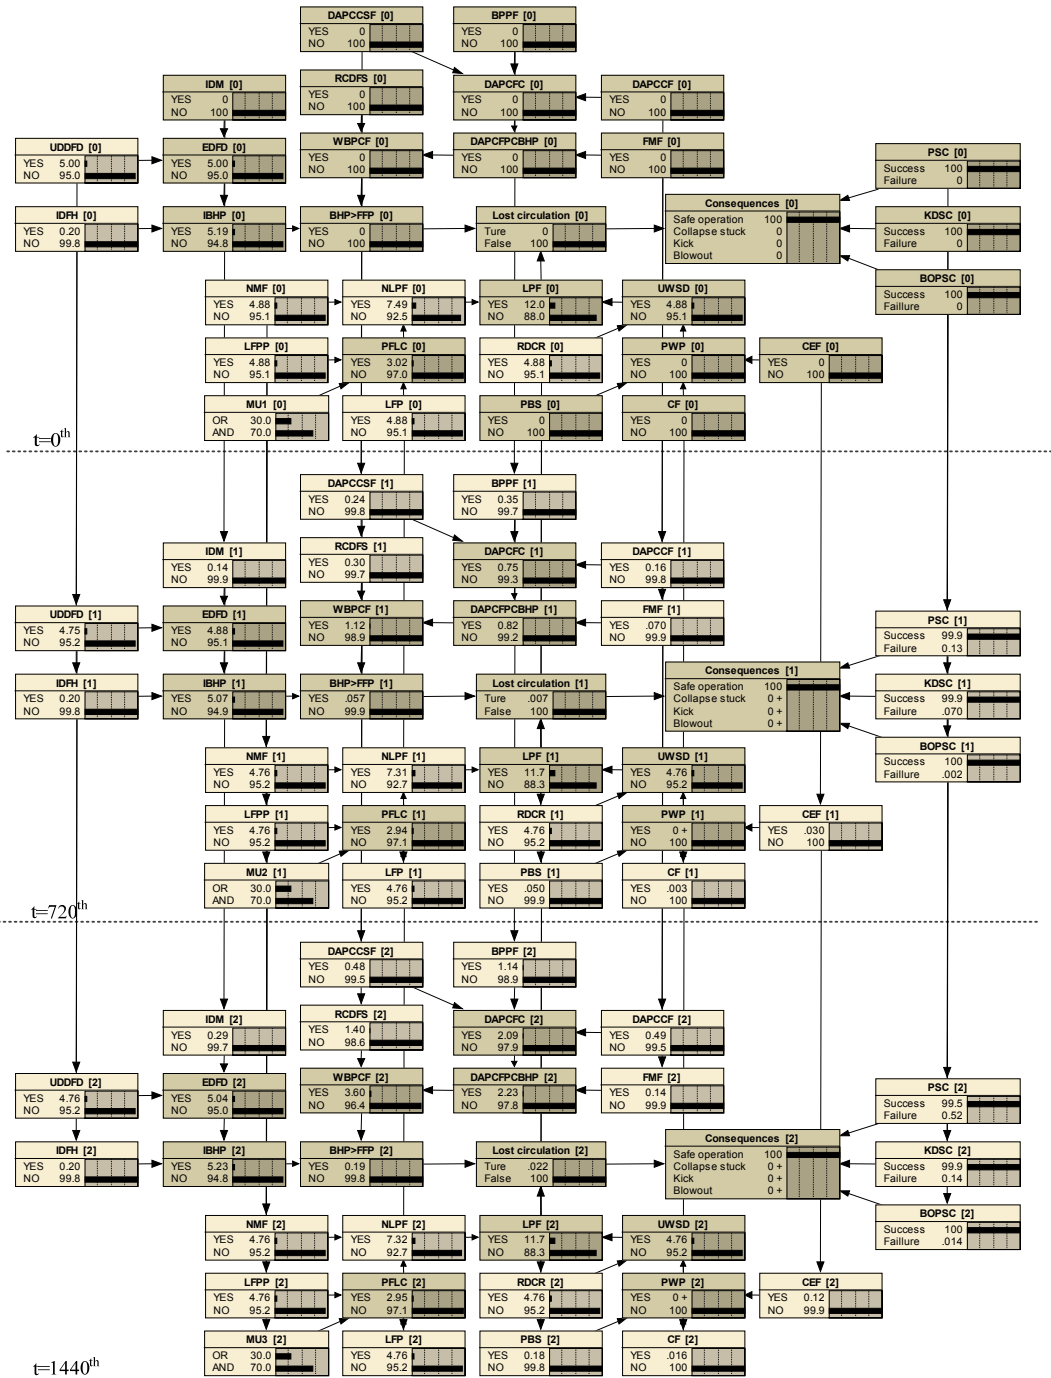 DAPCCSF [0]
YES 0
NO 100
BPPF [0]
YES 0
NO 100
IDM [0]
YES 0
NO 100
RCDFS [0]
YES 0
NO 100
DAPCFC [0]
YES 0
NO 100
DAPCCF [0]
YES 0
NO 100
UDDFD [0]
YES 5.00
NO 95.0
EDFD [0]
YES 5.00
NO 95.0
WBPCF [0]
YES 0
NO 100
DAPCFPCBHP [0]
YES 0
NO 100
FMF [0]
YES 0
NO 100
PSC [0]
Success 100
Failure 0
IDFH [0]
YES 0.20
NO 99.8
IBHP [0]
YES 5.19
NO 94.8
BHP>FFP [0]
YES 0
NO 100
Lost circulation [0]
Ture 0
False 100
Consequences [0]
Safe operation 100
Collapse stuck 0
Kick 0
Blowout 0
KDSC [0]
Success 100
Failure 0
BOPSC [0]
Success 100
Failure 0
NMF [0]
YES 4.88
NO 95.1
NLPF [0]
YES 7.49
NO 92.5
LPF [0]
YES 12.0
NO 88.0
UWSD [0]
YES 4.88
NO 95.1
LFPP [0]
YES 4.88
NO 95.1
PFLC [0]
YES 3.02
NO 97.0
RDCR [0]
YES 4.88
NO 95.1
PWP [0]
YES 0
NO 100
CEF [0]
YES 0
NO 100
MU1 [0]
OR 30.0
AND 70.0
LFP [0]
YES 4.88
NO 95.1
PBS [0]
YES 0
NO 100
CF [0]
YES 0
NO 100
t=0th
DAPCCSF [1]
YES 0.24
NO 99.8
BPPF [1]
YES 0.35
NO 99.7
IDM [1]
YES 0.14
NO 99.9
RCDFS [1]
YES 0.30
NO 99.7
DAPCFC [1]
YES 0.75
NO 99.3
DAPCCF [1]
YES 0.16
NO 99.8
UDDFD [1]
YES 4.75
NO 95.2
EDFD [1]
YES 4.88
NO 95.1
WBPCF [1]
YES 1.12
NO 98.9
DAPCFPCBHP [1]
YES 0.82
NO 99.2
FMF [1]
YES .070
NO 99.9
PSC [1]
Success 99.9
Failure 0.13
IDFH [1]
YES 0.20
NO 99.8
IBHP [1]
YES 5.07
NO 94.9
BHP>FFP [1]
YES .057
NO 99.9
Lost circulation [1]
Ture .007
False 100
Consequences [1]
Safe operation 100
Collapse stuck 0 +
Kick 0 +
Blowout 0 +
KDSC [1]
Success 99.9
Failure .070
BOPSC [1]
Success 100
Faillure .002
NMF [1]
YES 4.76
NO 95.2
NLPF [1]
YES 7.31
NO 92.7
LPF [1]
YES 11.7
NO 88.3
UWSD [1]
YES 4.76
NO 95.2
LFPP [1]
YES 4.76
NO 95.2
PFLC [1]
YES 2.94
NO 97.1
RDCR [1]
YES 4.76
NO 95.2
PWP [1]
YES 0 +
NO 100
CEF [1]
YES .030
NO 100
MU2 [1]
OR 30.0
AND 70.0
LFP [1]
YES 4.76
NO 95.2
PBS [1]
YES .050
NO 99.9
CF [1]
YES .003
NO 100
t=720th
DAPCCSF [2]
YES 0.48
NO 99.5
BPPF [2]
YES 1.14
NO 98.9
IDM [2]
YES 0.29
NO 99.7
RCDFS [2]
YES 1.40
NO 98.6
DAPCFC [2]
YES 2.09
NO 97.9
DAPCCF [2]
YES 0.49
NO 99.5
UDDFD [2]
YES 4.76
NO 95.2
EDFD [2]
YES 5.04
NO 95.0
WBPCF [2]
YES 3.60
NO 96.4
DAPCFPCBHP [2]
YES 2.23
NO 97.8
FMF [2]
YES 0.14
NO 99.9
PSC [2]
Success 99.5
Failure 0.52
IDFH [2]
YES 0.20
NO 99.8
IBHP [2]
YES 5.23
NO 94.8
BHP>FFP [2]
YES 0.19
NO 99.8
Lost circulation [2]
Ture .022
False 100
Consequences [2]
Safe operation 100
Collapse stuck 0 +
Kick 0 +
Blowout 0 +
KDSC [2]
Success 99.9
Failure 0.14
BOPSC [2]
Success 100
Faillure .014
NMF [2]
YES 4.76
NO 95.2
NLPF [2]
YES 7.32
NO 92.7
LPF [2]
YES 11.7
NO 88.3
UWSD [2]
YES 4.76
NO 95.2
LFPP [2]
YES 4.76
NO 95.2
PFLC [2]
YES 2.95
NO 97.1
RDCR [2]
YES 4.76
NO 95.2
PWP [2]
YES 0 +
NO 100
CEF [2]
YES 0.12
NO 99.9
MU3 [2]
OR 30.0
AND 70.0
LFP [2]
YES 4.76
NO 95.2
PBS [2]
YES 0.18
NO 99.8
CF [2]
YES .016
NO 100
t=1440th